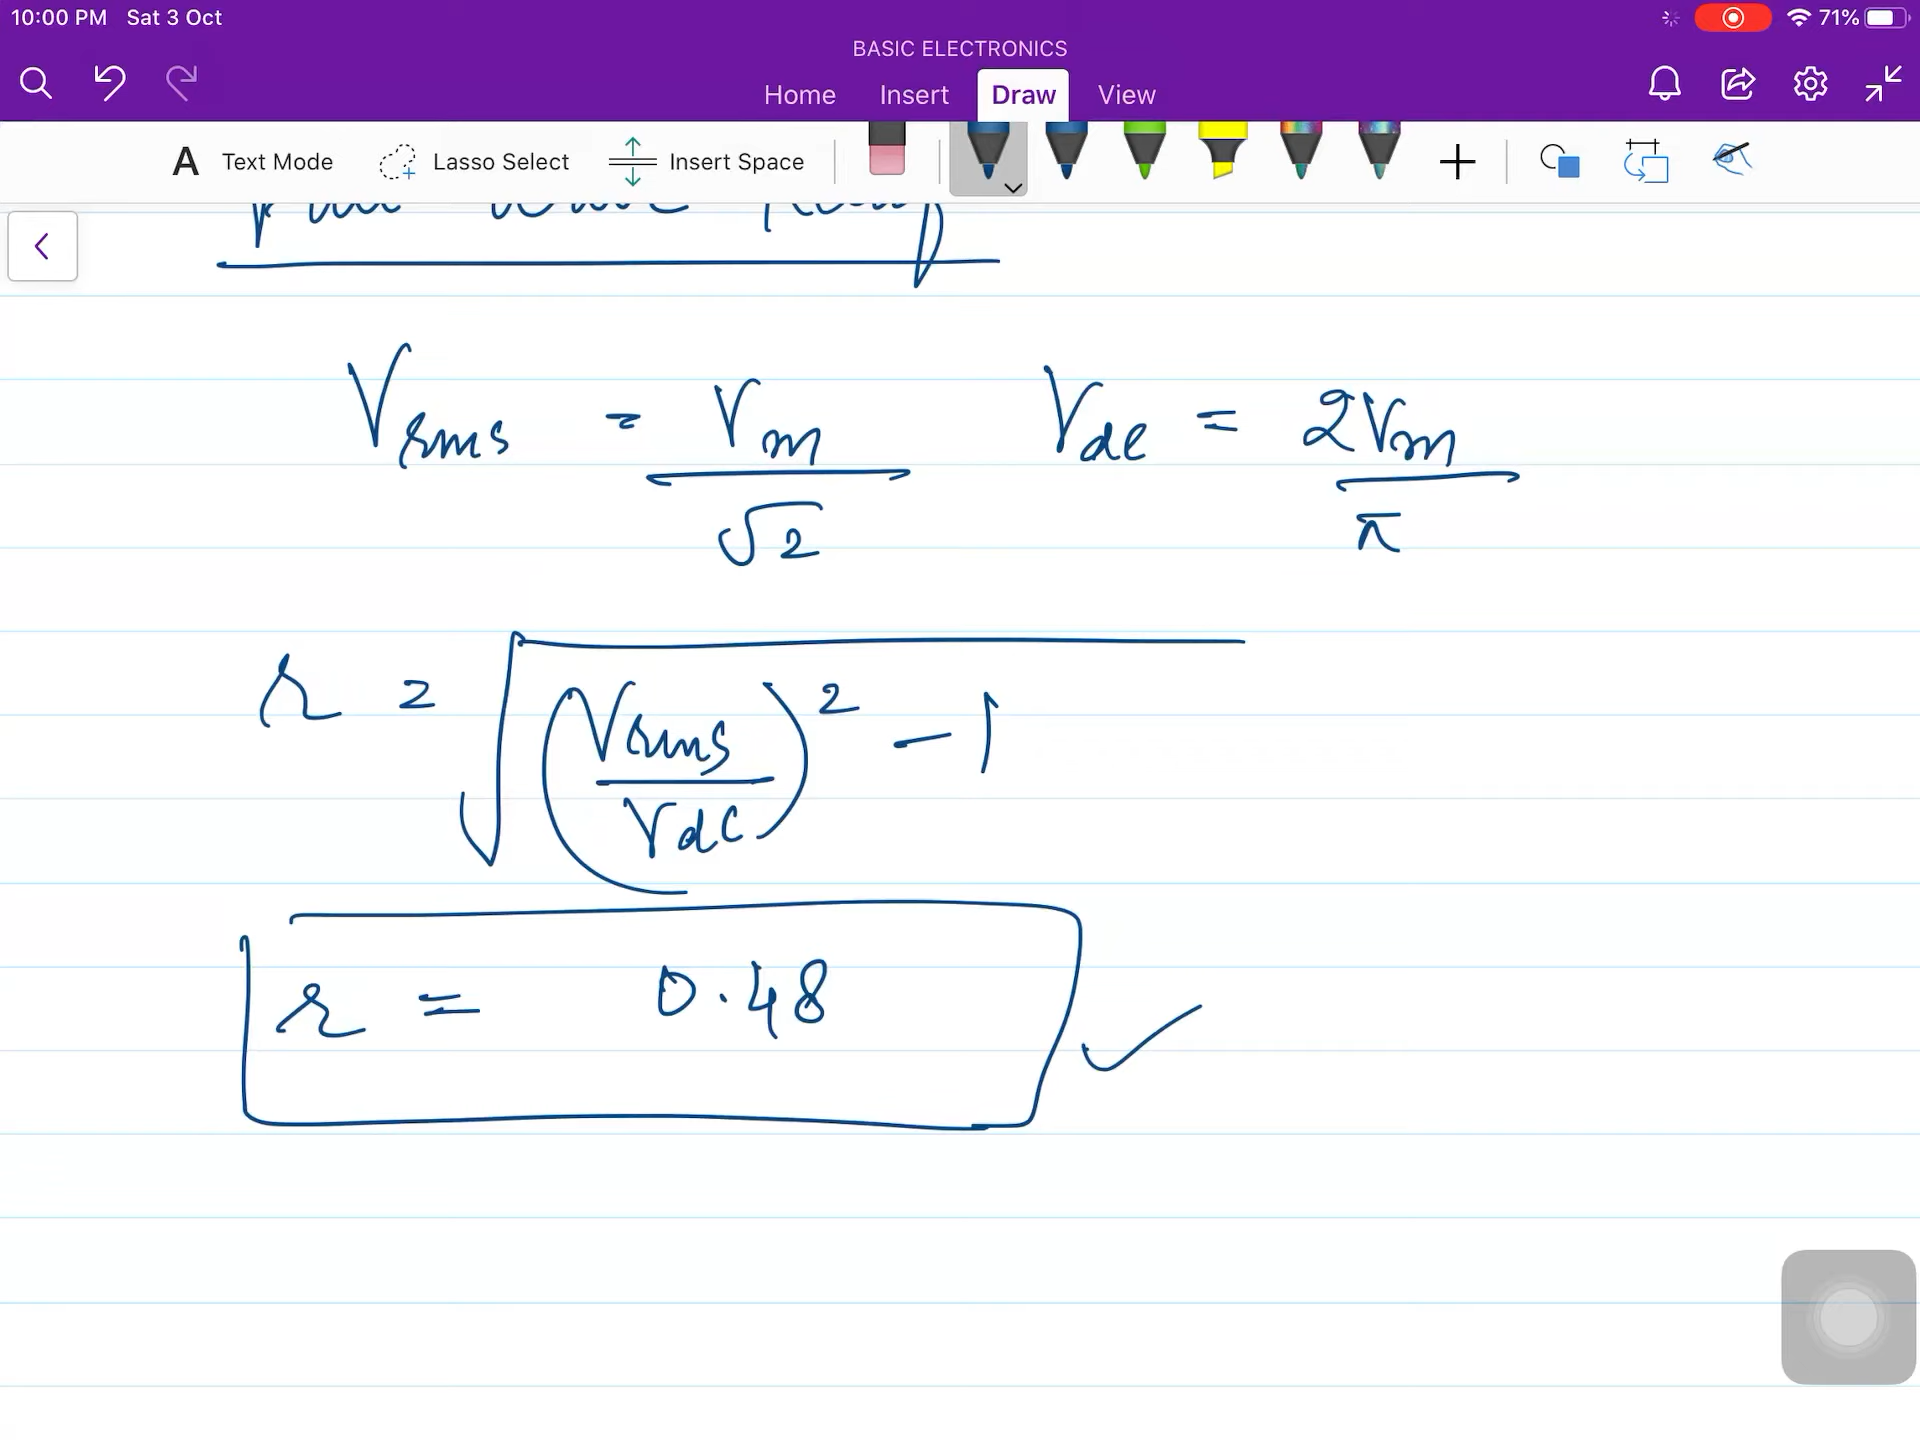 10:00 PM Sat 3 Oct 71%
BASIC ELECTRONICS
Home Insert Draw View
A Text Mode Lasso Select Insert Space
Vrms = Vm/√2 Vdc = 2Vm/π
r = √((Vrms/Vdc)² - 1)
r = 0.48 ✓